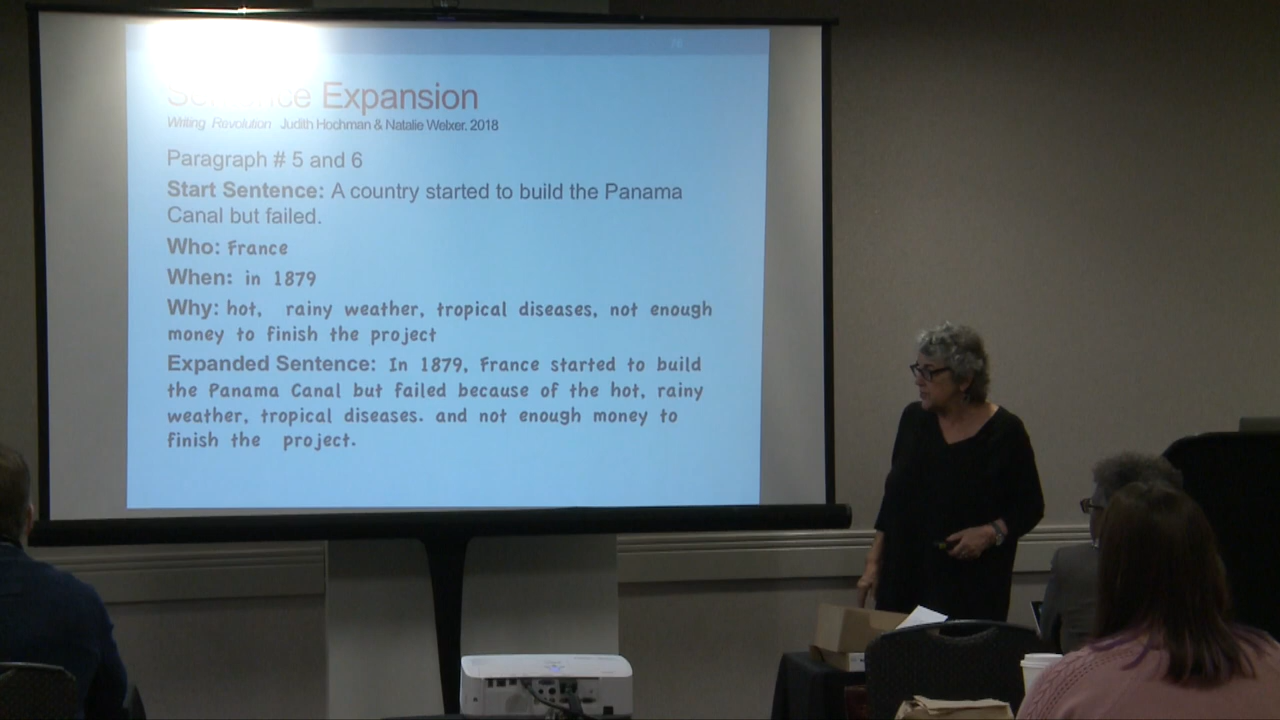 Sentence Expansion
Writing Revolution Judith Hochman & Natalie Welxer. 2018
Paragraph # 5 and 6
Start Sentence: A country started to build the Panama
Canal but failed.
Who: France
When: in 1879
Why: hot, rainy weather, tropical diseases, not enough
money to finish the project
Expanded Sentence: In 1879, France started to build
the Panama Canal but failed because of the hot, rainy
weather, tropical diseases. and not enough money to
finish the project.